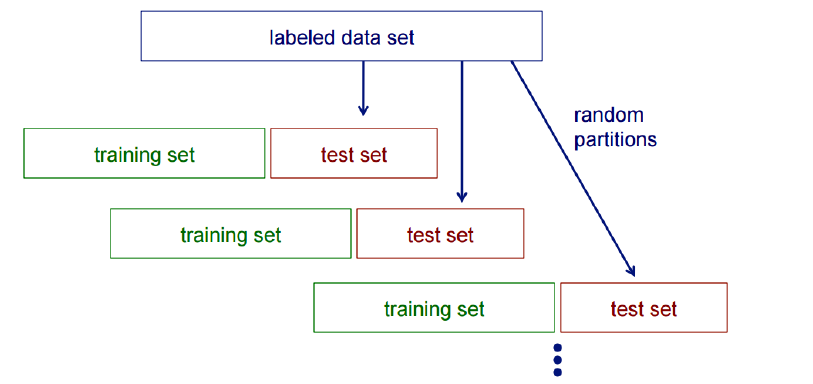 labeled data set
random
partitions
training set
test set
training set
test set
training set
test set